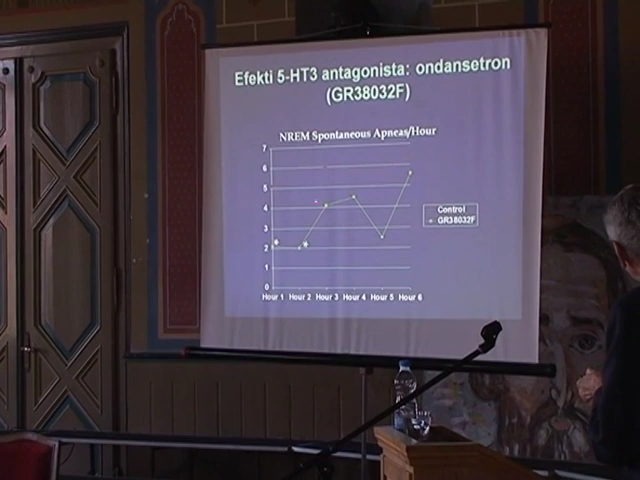 Efekti 5-HT3 antagonista: ondansetron
(GR38032F)
NREM Spontaneous Apneas/Hour
7
6
5
4
3
2
1
0
Hour 1 Hour 2 Hour 3 Hour 4 Hour 5 Hour 6
Control
GR38032F